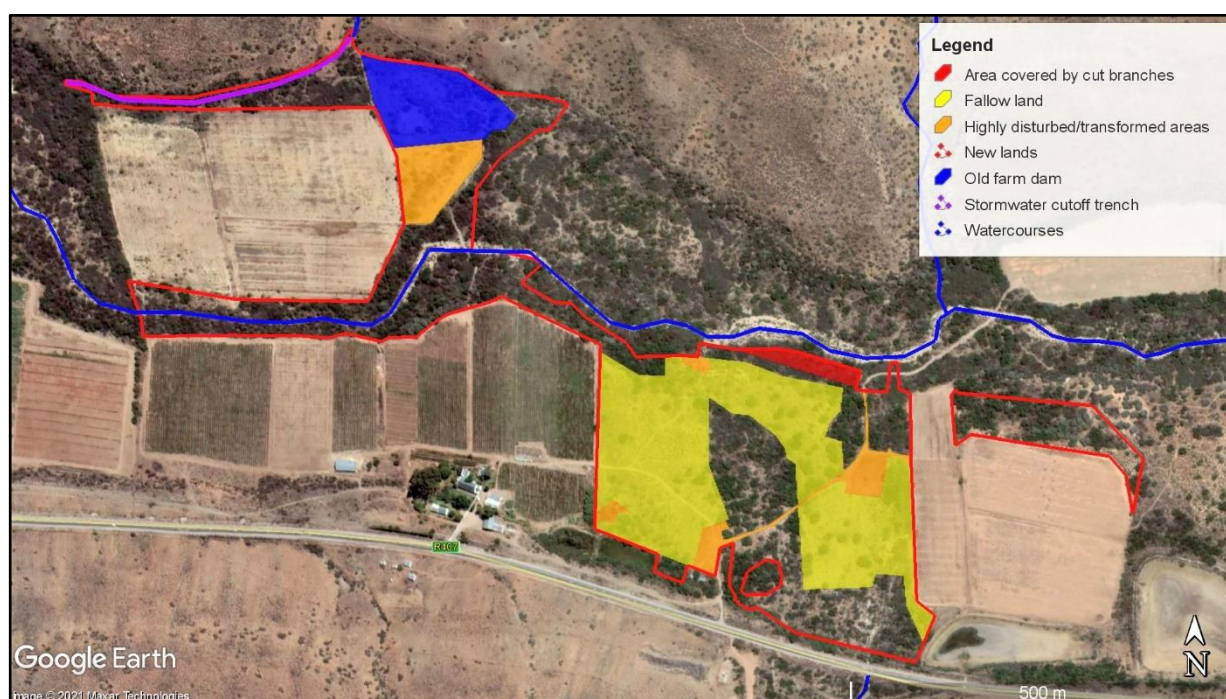 Legend
Area covered by cut branches
Fallow land
Highly disturbed/transformed areas
New lands
Old farm dam
Stormwater cutoff trench
Watercourses
R407
Google Earth
Image © 2021 Maxar Technologies
500 m
N